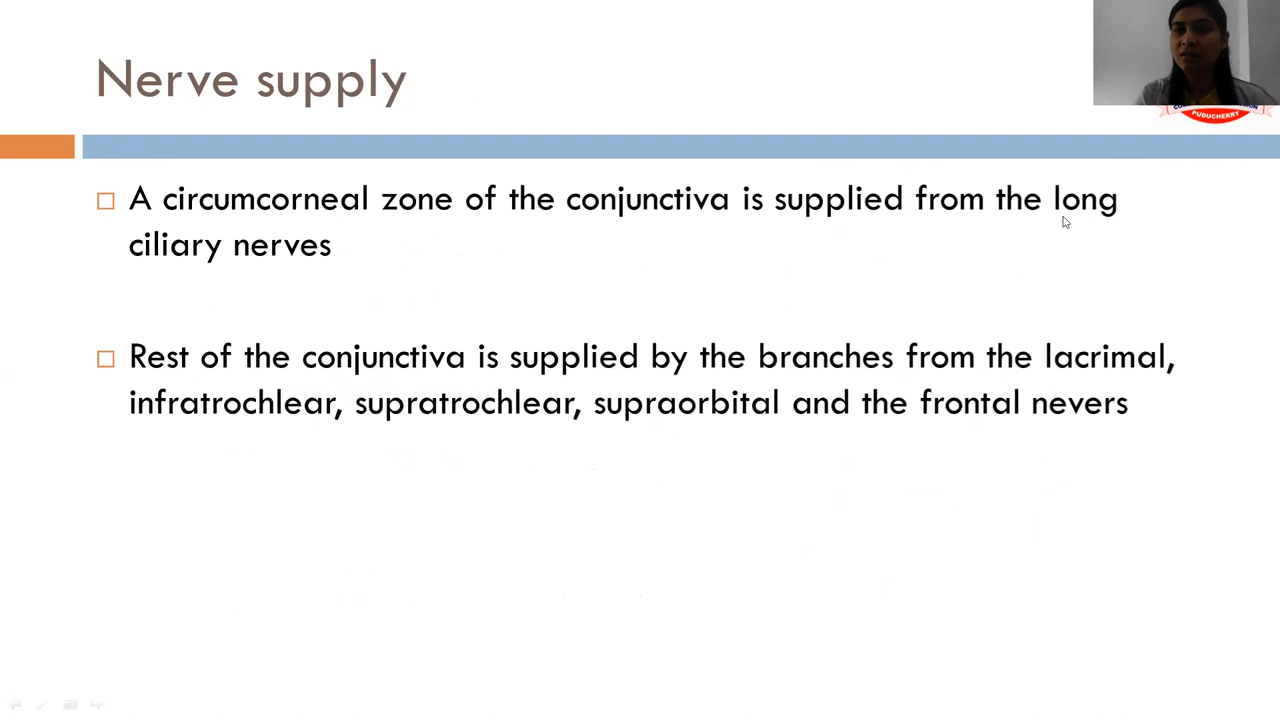 Nerve supply
PUDUCHERRY
A circumcorneal zone of the conjunctiva is supplied from the long
ciliary nerves
Rest of the conjunctiva is supplied by the branches from the lacrimal,
infratrochlear, supratrochlear, supraorbital and the frontal nevers